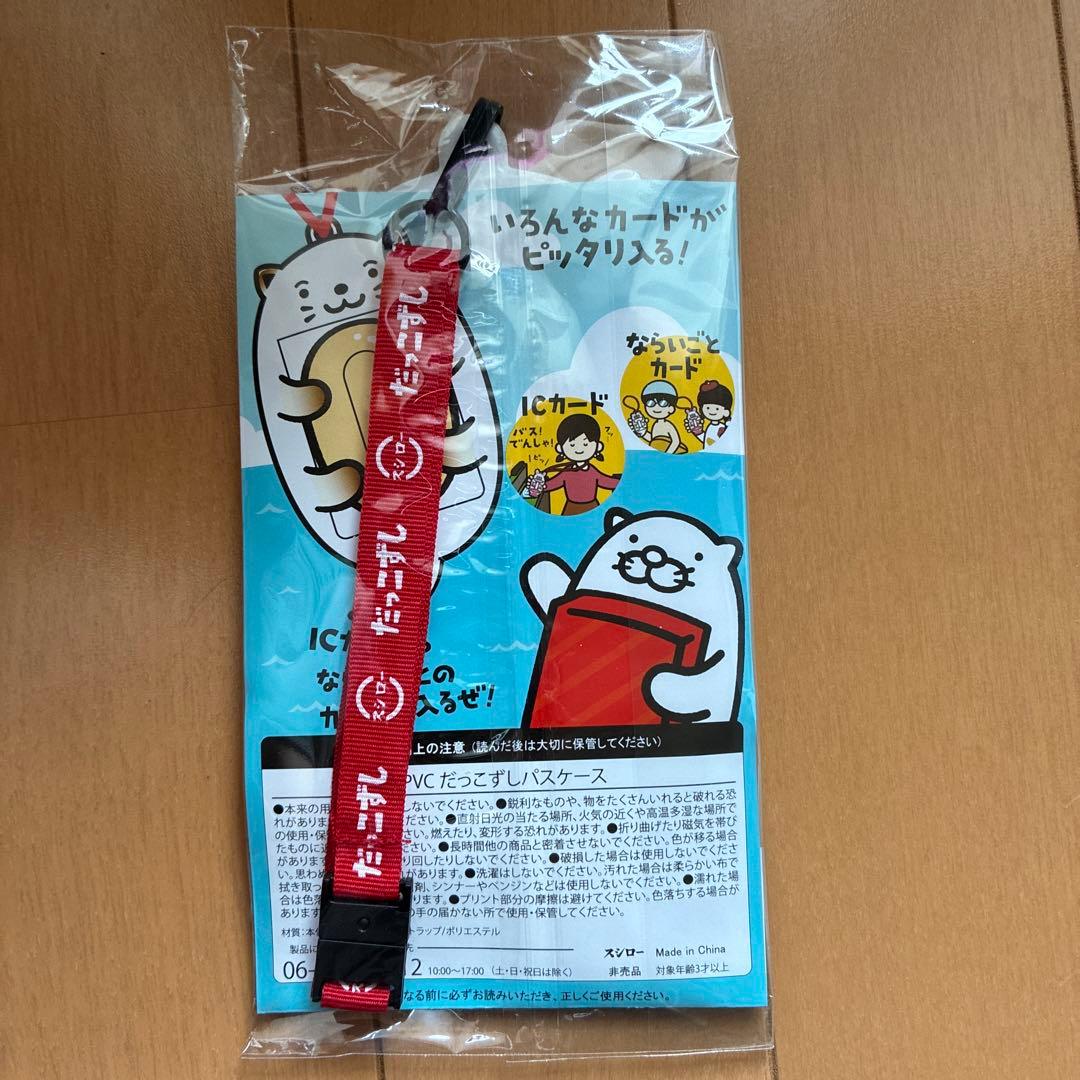 いろんなカードが
ピッタリ入る!
ならいごと
カード
ICカード
バス!
でんしゃ!
ピッ
だっこずし
スシロー
だっこずし
スシロー
だっこずし
IC
な との
カ 入るぜ!
上の注意(読んだ後は大切に保管してください)
PVC だっこずしパスケース
●本来の用 しないでください。●鋭利なものや、物をたくさんいれると破れる恐
れがありま ください。●直射日光の当たる場所、火気の近くや高温多湿な場所で
の使用・保 さい。燃えたり、変形する恐れがあります。●折り曲げたり磁気を帯び
たものに近 ください。●長時間他の商品と密着させないでください。色が移る場合
があります り回したりしないでください。●破損した場合は使用しないでくださ
い。思わぬ があります。●洗濯はしないでください。汚れた場合は柔らかい布で
拭き取っ 剤、シンナーやベンジンなどは使用しないでください。●濡れた場
合は色落 ります。●プリント部分の摩擦は避けてください。色落ちする場合が
あります の手の届かない所で使用・保管してください。
材質:本 トラップ/ポリエステル
製品に 先
06- 2 10:00〜17:00 (土・日・祝日は除く)
スシロー Made in China
非売品 対象年齢3才以上
なる前に必ずお読みいただき、正しくご使用ください。